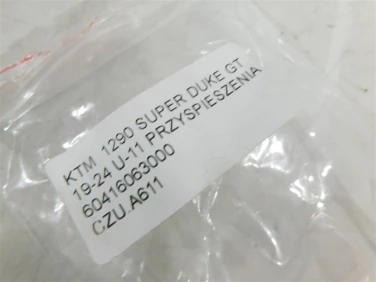 KTM 1290 SUPER DUKE GT
19-24 U-11 PRZYSPIESZENIA
60416063000
CZU.A611